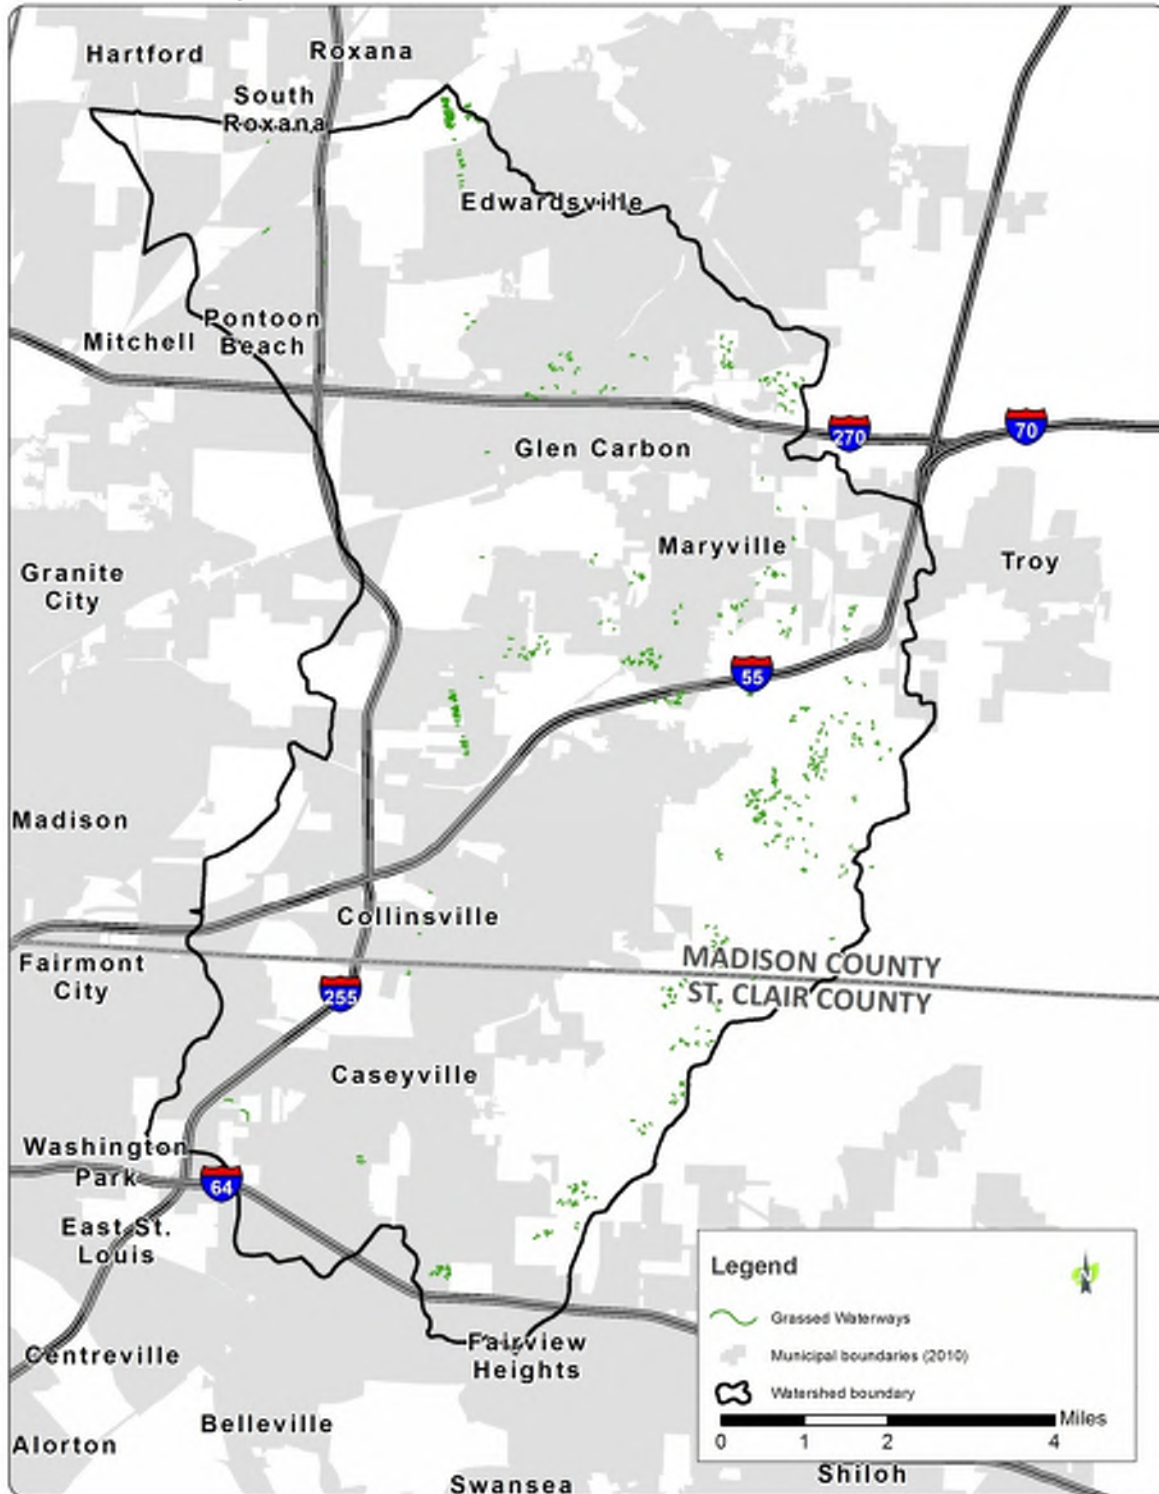 Hartford
Roxana
South
Roxana
Edwardsville
Pontoon
Beach
Mitchell
270
70
Glen Carbon
Maryville
Troy
Granite
City
55
Madison
Collinsville
Fairmont
City
MADISON COUNTY
ST. CLAIR COUNTY
255
Caseyville
Washington
Park
64
East St.
Louis
Legend
N
Grassed Waterways
Municipal boundaries (2010)
Watershed boundary
Miles
0 1 2 4
Fairview
Heights
Centreville
Belleville
Alorton
Swansea
Shiloh